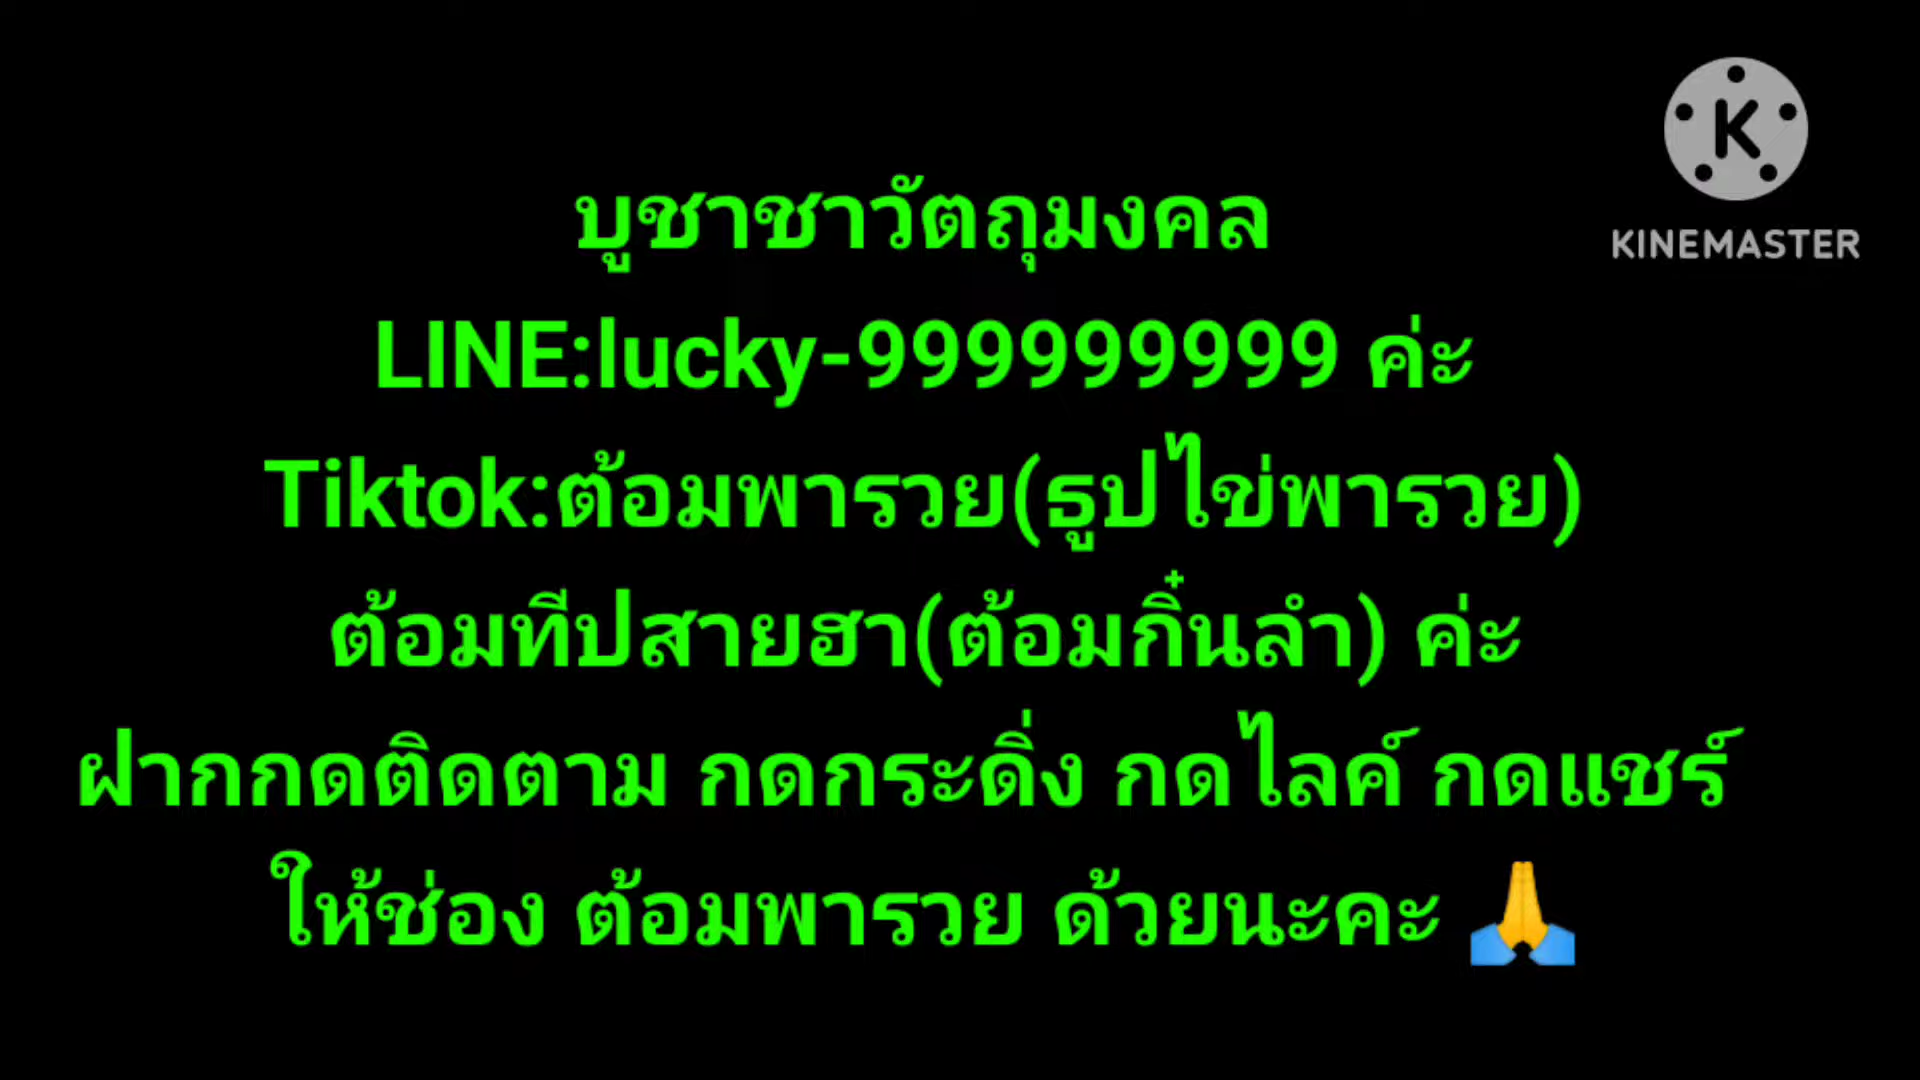 KINEMASTER
บูชาชาวัตถุมงคล
LINE:lucky-999999999 ค่ะ
Tiktok:ต้อมพารวย(ธูปไข่พารวย)
ต้อมทีปสายฮา(ต้อมกิ๋นลำ) ค่ะ
ฝากกดติดตาม กดกระดิ่ง กดไลค์ กดแชร์
ให้ช่อง ต้อมพารวย ด้วยนะคะ 🙏